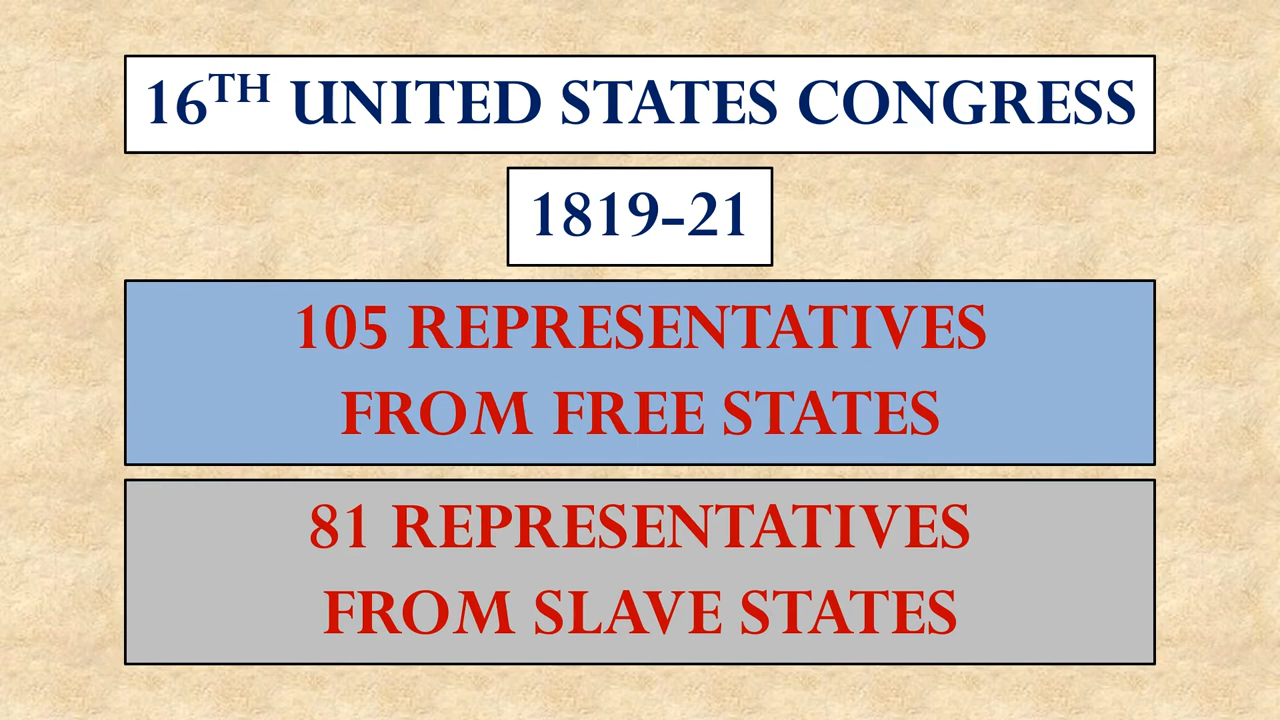 16TH UNITED STATES CONGRESS
1819-21
105 REPRESENTATIVES
FROM FREE STATES
81 REPRESENTATIVES
FROM SLAVE STATES